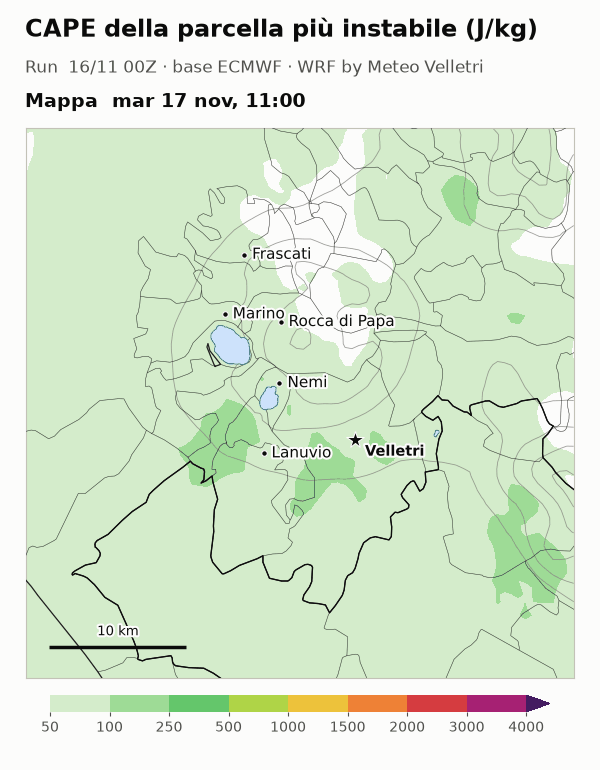 CAPE della parcella più instabile (J/kg)
Run  16/11 00Z · base ECMWF · WRF by Meteo Velletri
Mappa  mar 17 nov, 11:00
Frascati
Marino
Rocca di Papa
Nemi
Velletri
Lanuvio
10 km
50 100 250 500 1000 1500 2000 3000 4000